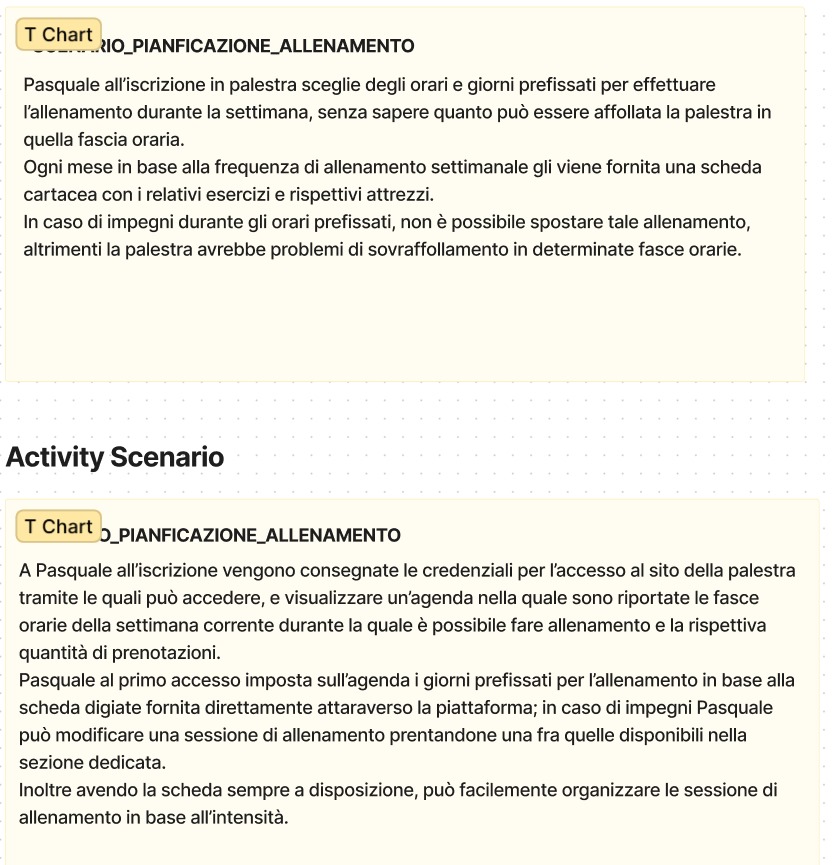 T Chart
RIO_PIANFICAZIONE_ALLENAMENTO
Pasquale all’iscrizione in palestra sceglie degli orari e giorni prefissati per effettuare
l’allenamento durante la settimana, senza sapere quanto può essere affollata la palestra in
quella fascia oraria.
Ogni mese in base alla frequenza di allenamento settimanale gli viene fornita una scheda
cartacea con i relativi esercizi e rispettivi attrezzi.
In caso di impegni durante gli orari prefissati, non è possibile spostare tale allenamento,
altrimenti la palestra avrebbe problemi di sovraffollamento in determinate fasce orarie.
Activity Scenario
T Chart
O_PIANFICAZIONE_ALLENAMENTO
A Pasquale all’iscrizione vengono consegnate le credenziali per l’accesso al sito della palestra
tramite le quali può accedere, e visualizzare un’agenda nella quale sono riportate le fasce
orarie della settimana corrente durante la quale è possibile fare allenamento e la rispettiva
quantità di prenotazioni.
Pasquale al primo accesso imposta sull’agenda i giorni prefissati per l’allenamento in base alla
scheda digiate fornita direttamente attaraverso la piattaforma; in caso di impegni Pasquale
può modificare una sessione di allenamento prentandone una fra quelle disponibili nella
sezione dedicata.
Inoltre avendo la scheda sempre a disposizione, può facilemente organizzare le sessione di
allenamento in base all’intensità.